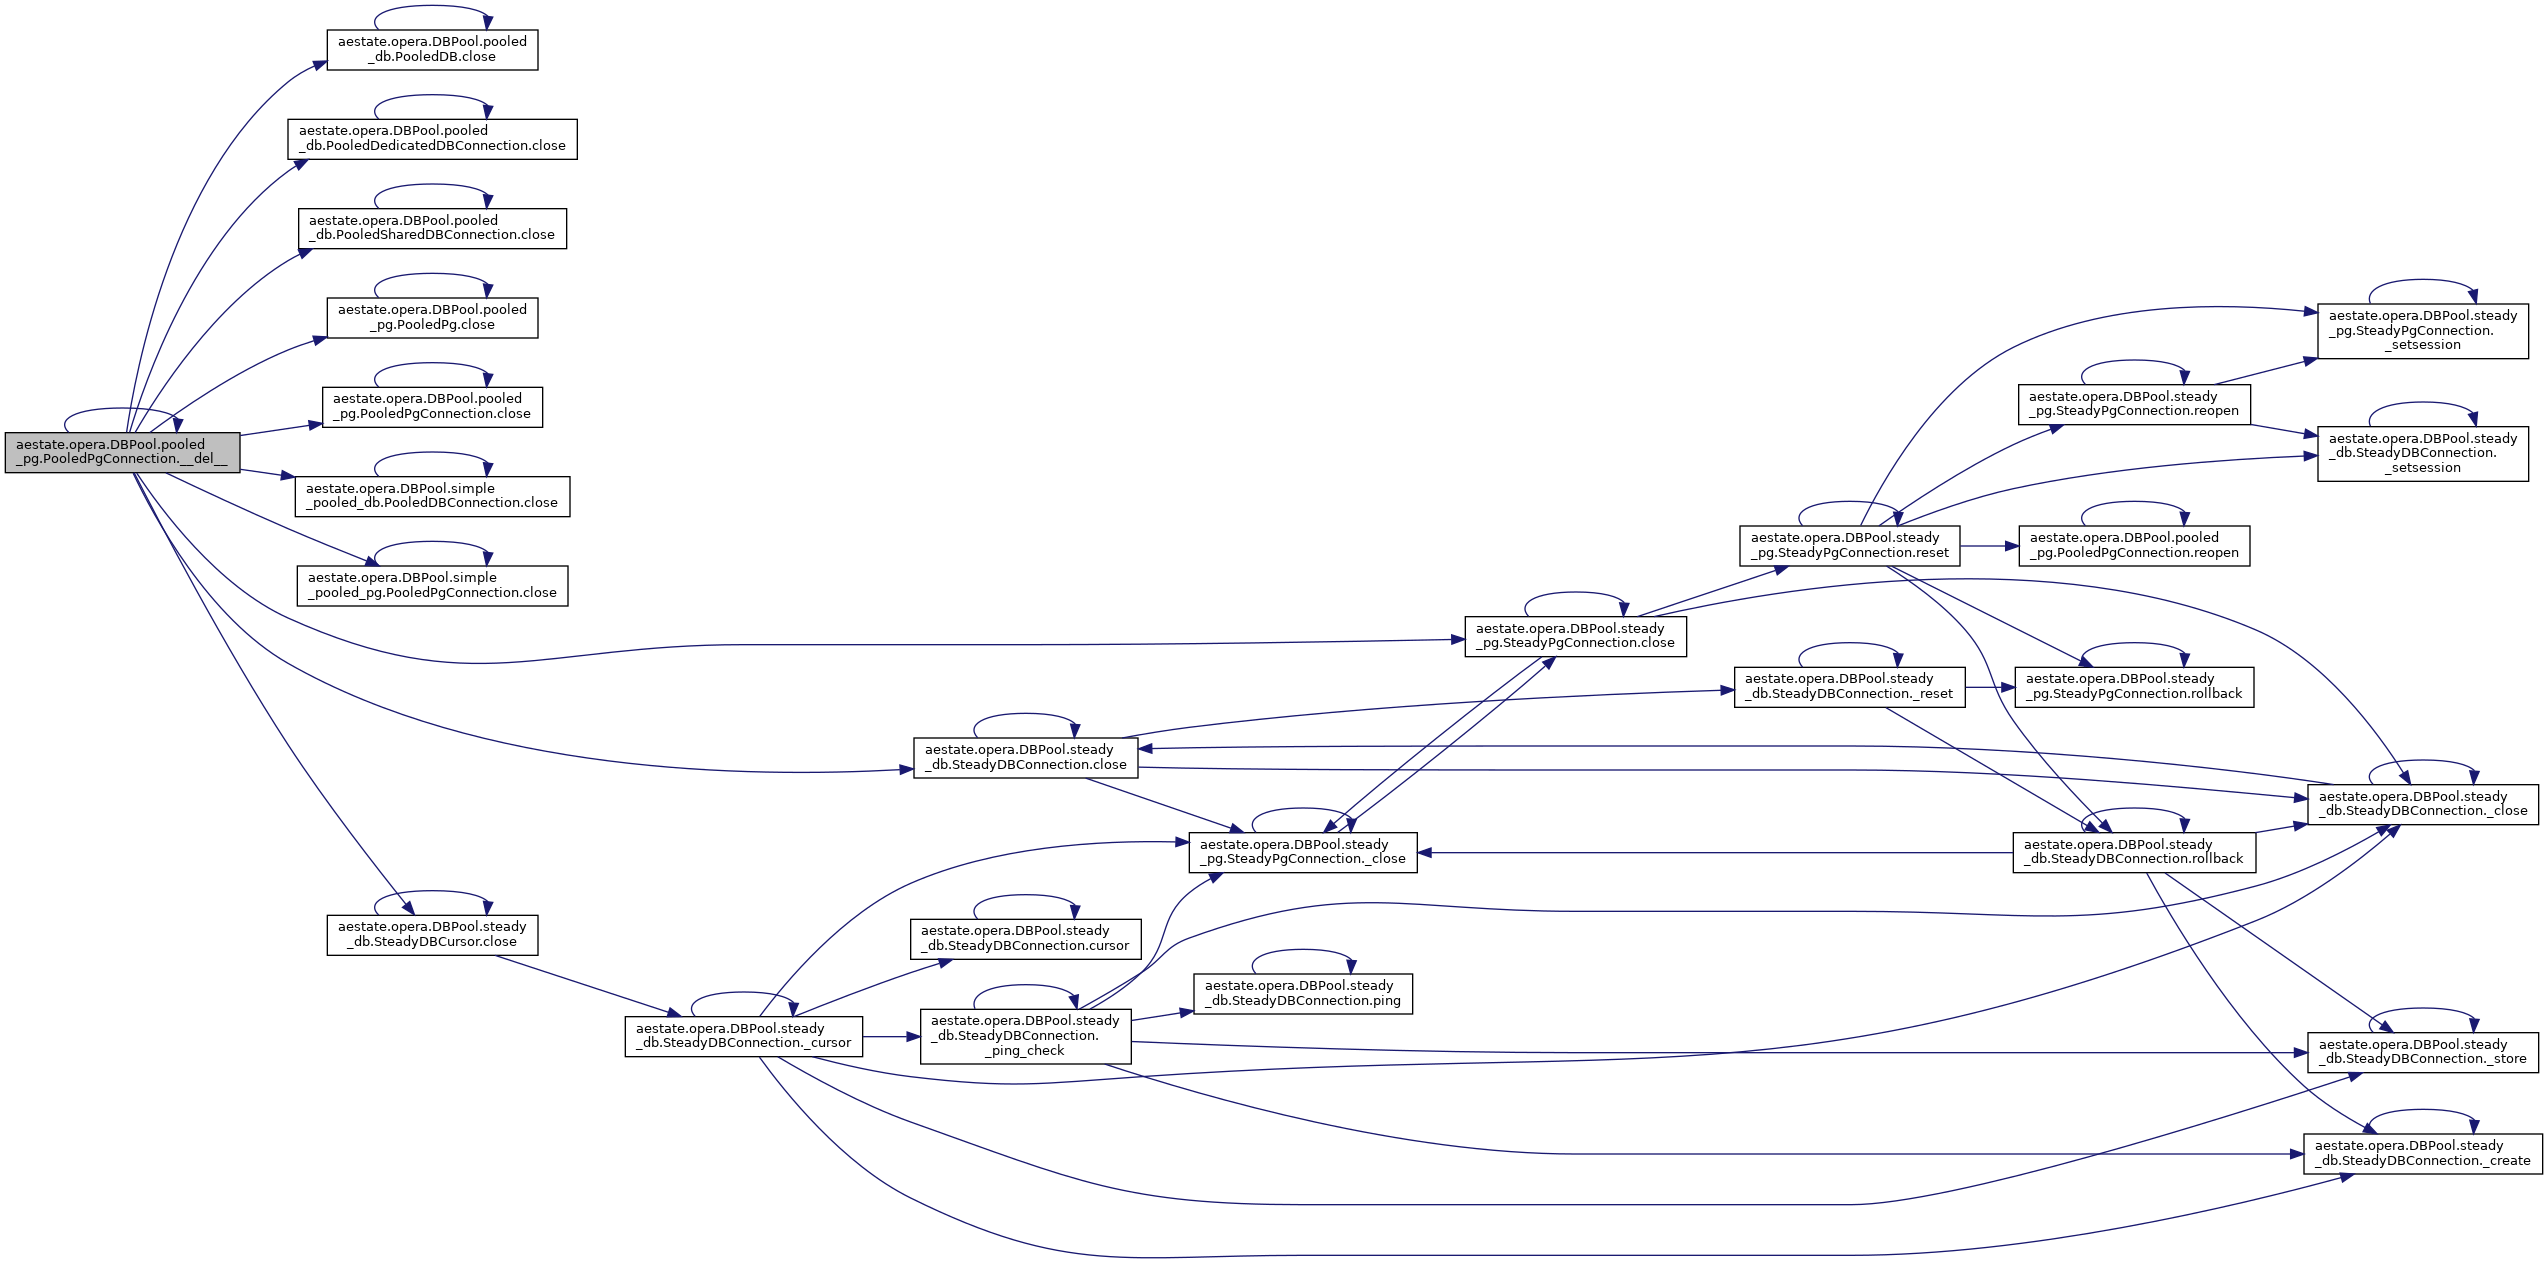 aestate.opera.DBPool.pooled
_db.PooledDB.close
aestate.opera.DBPool.pooled
_db.PooledDedicatedDBConnection.close
aestate.opera.DBPool.pooled
_db.PooledSharedDBConnection.close
aestate.opera.DBPool.pooled
_pg.PooledPg.close
aestate.opera.DBPool.pooled
_pg.PooledPgConnection.close
aestate.opera.DBPool.pooled
_pg.PooledPgConnection.__del__
aestate.opera.DBPool.simple
_pooled_db.PooledDBConnection.close
aestate.opera.DBPool.simple
_pooled_pg.PooledPgConnection.close
aestate.opera.DBPool.steady
_db.SteadyDBCursor.close
aestate.opera.DBPool.steady
_db.SteadyDBConnection._cursor
aestate.opera.DBPool.steady
_db.SteadyDBConnection.close
aestate.opera.DBPool.steady
_db.SteadyDBConnection.cursor
aestate.opera.DBPool.steady
_db.SteadyDBConnection.
_ping_check
aestate.opera.DBPool.steady
_pg.SteadyPgConnection._close
aestate.opera.DBPool.steady
_db.SteadyDBConnection.ping
aestate.opera.DBPool.steady
_pg.SteadyPgConnection.close
aestate.opera.DBPool.steady
_pg.SteadyPgConnection.reset
aestate.opera.DBPool.steady
_db.SteadyDBConnection._reset
aestate.opera.DBPool.steady
_pg.SteadyPgConnection.reopen
aestate.opera.DBPool.pooled
_pg.PooledPgConnection.reopen
aestate.opera.DBPool.steady
_pg.SteadyPgConnection.rollback
aestate.opera.DBPool.steady
_db.SteadyDBConnection.rollback
aestate.opera.DBPool.steady
_pg.SteadyPgConnection.
_setsession
aestate.opera.DBPool.steady
_db.SteadyDBConnection.
_setsession
aestate.opera.DBPool.steady
_db.SteadyDBConnection._close
aestate.opera.DBPool.steady
_db.SteadyDBConnection._store
aestate.opera.DBPool.steady
_db.SteadyDBConnection._create